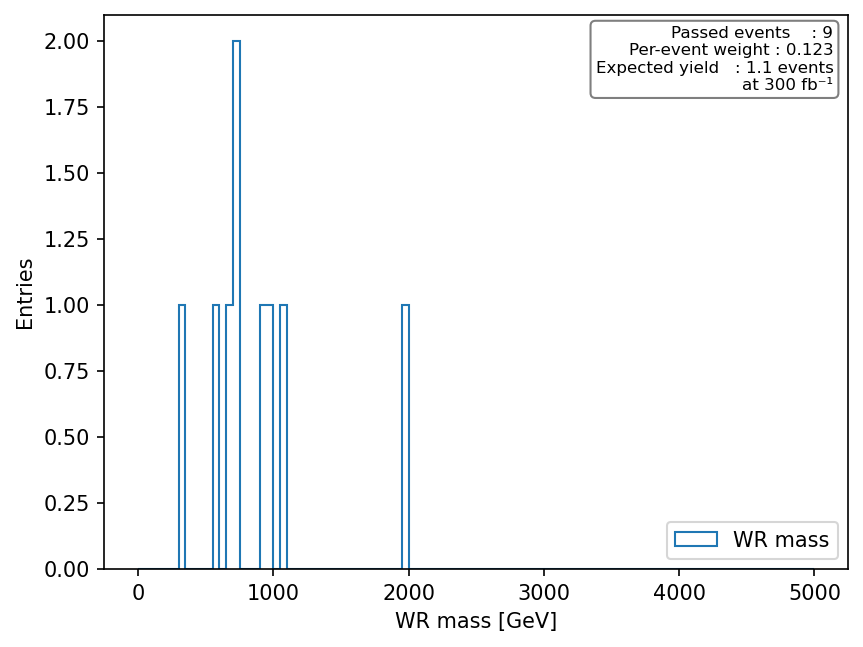 Passed events    : 9
Per-event weight : 0.123
Expected yield   : 1.1 events
at 300 fb⁻¹
2.00
1.75
1.50
1.25
1.00
0.75
0.50
0.25
0.00
Entries
WR mass
0
1000
2000
3000
4000
5000
WR mass [GeV]